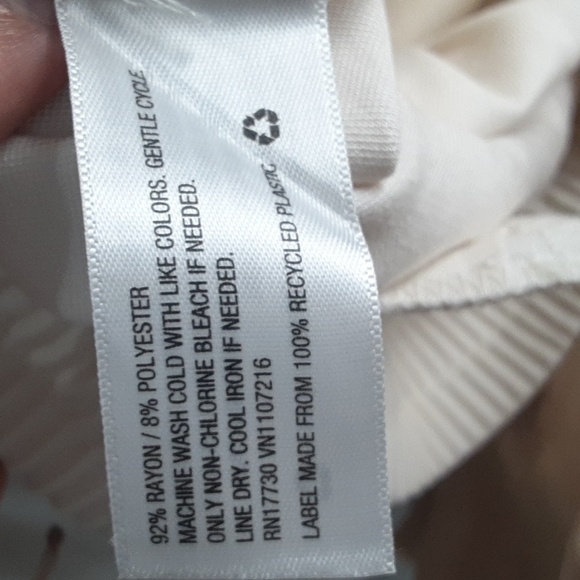 92% RAYON / 8% POLYESTER
MACHINE WASH COLD WITH LIKE COLORS. GENTLE CYCLE
ONLY NON-CHLORINE BLEACH IF NEEDED.
LINE DRY. COOL IRON IF NEEDED.
RN17730 VN1107216
LABEL MADE FROM 100% RECYCLED PLASTIC